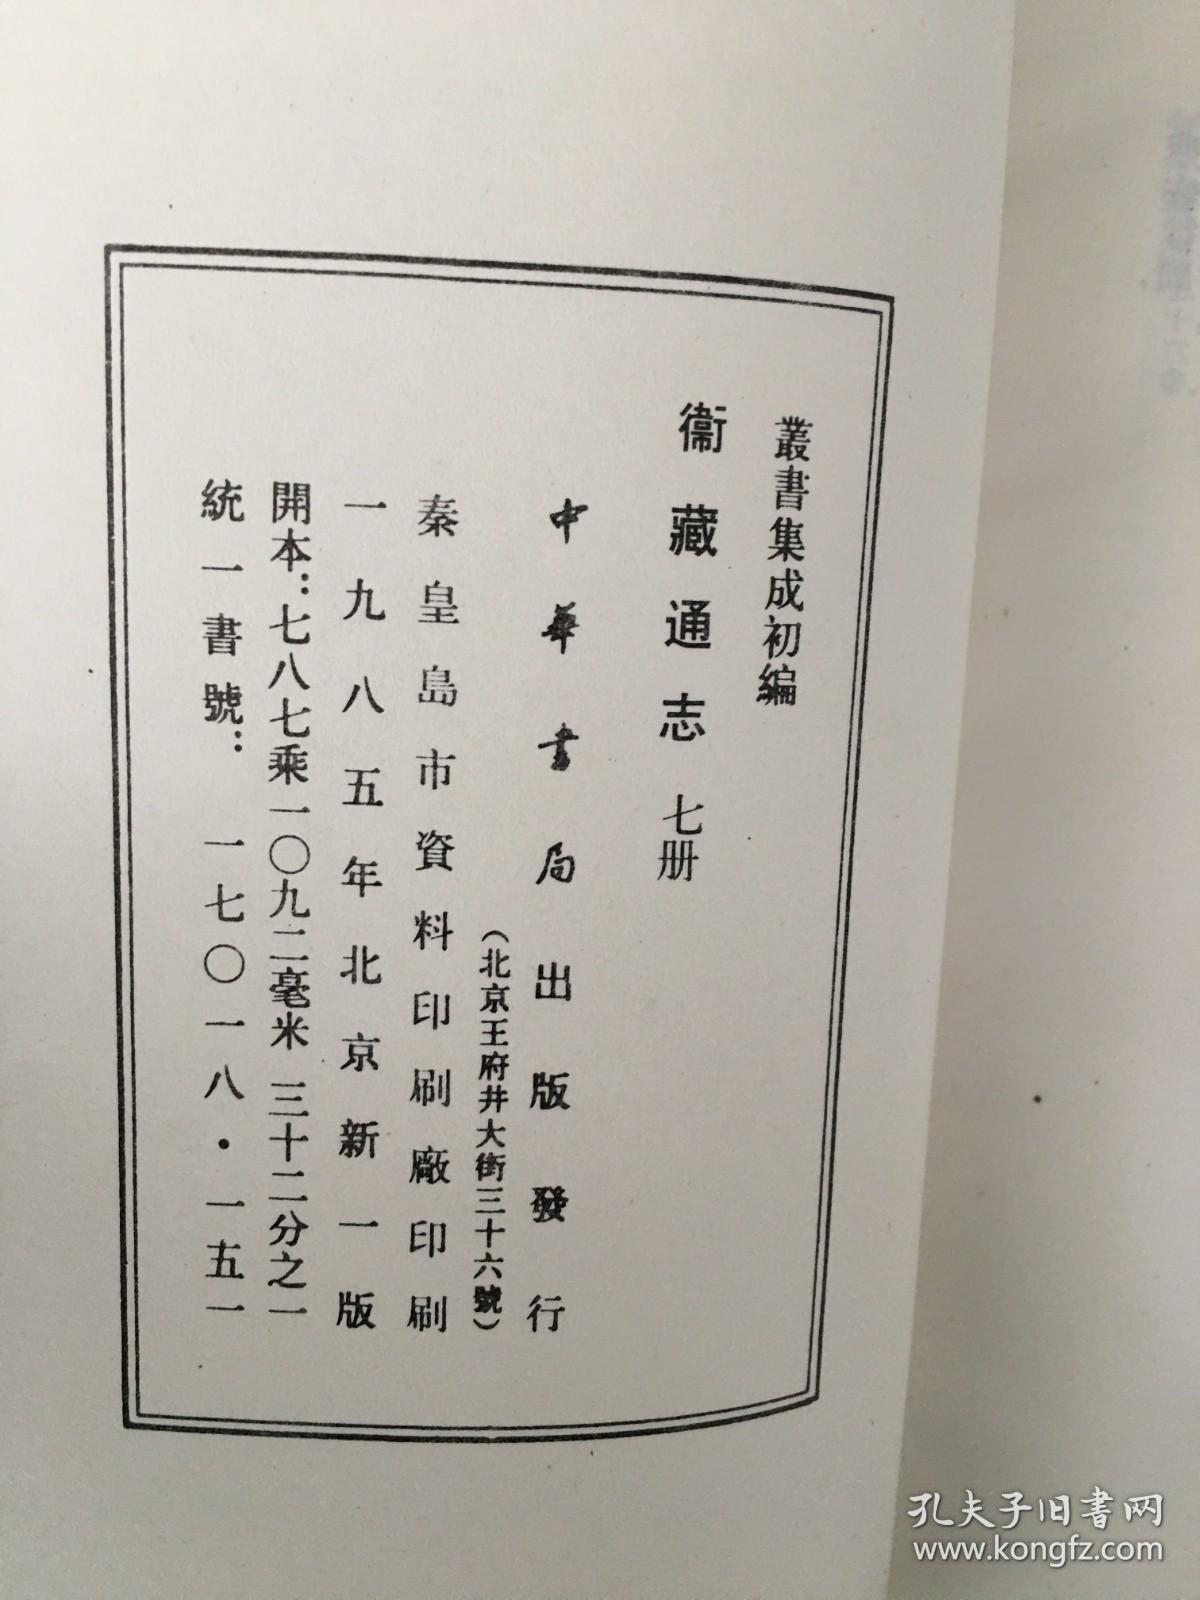 叢書集成初編
衞藏通志 七册
中華書局出版發行
（北京王府井大街三十六號）
秦皇島市資料印刷廠印刷
一九八五年北京新一版
開本：七八七乘一〇九二毫米 三十二分之一
統一書號：一七〇一八·一五一
孔夫子旧书网
www.kongfz.com